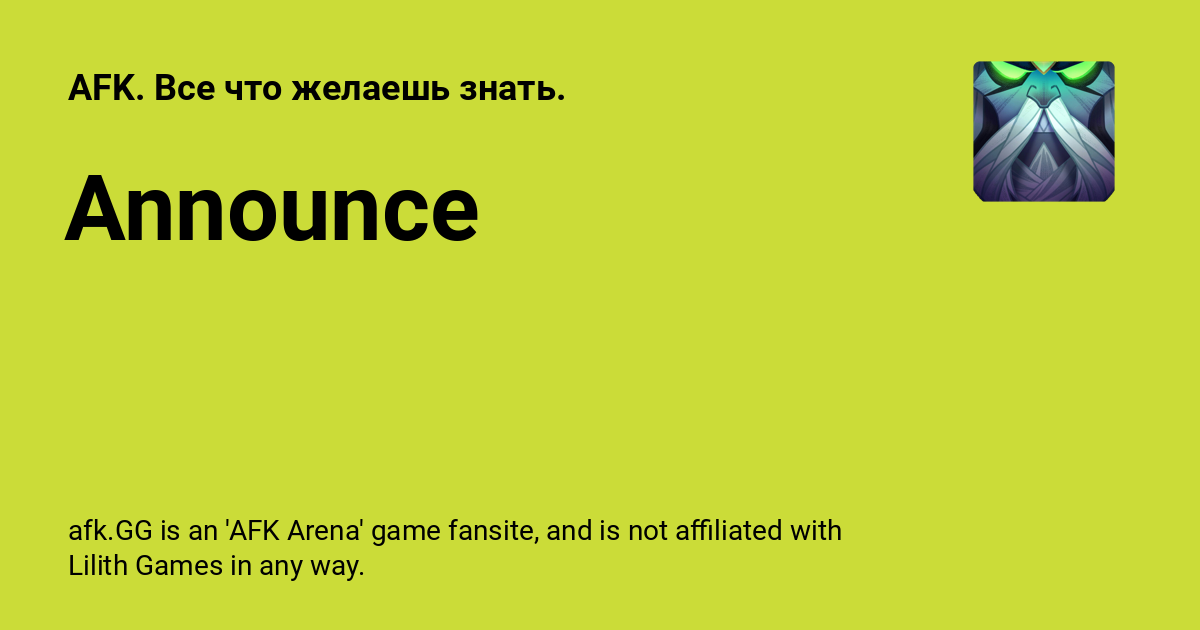 AFK. Все что желаешь знать.
Announce
afk.GG is an 'AFK Arena' game fansite, and is not affiliated with
Lilith Games in any way.